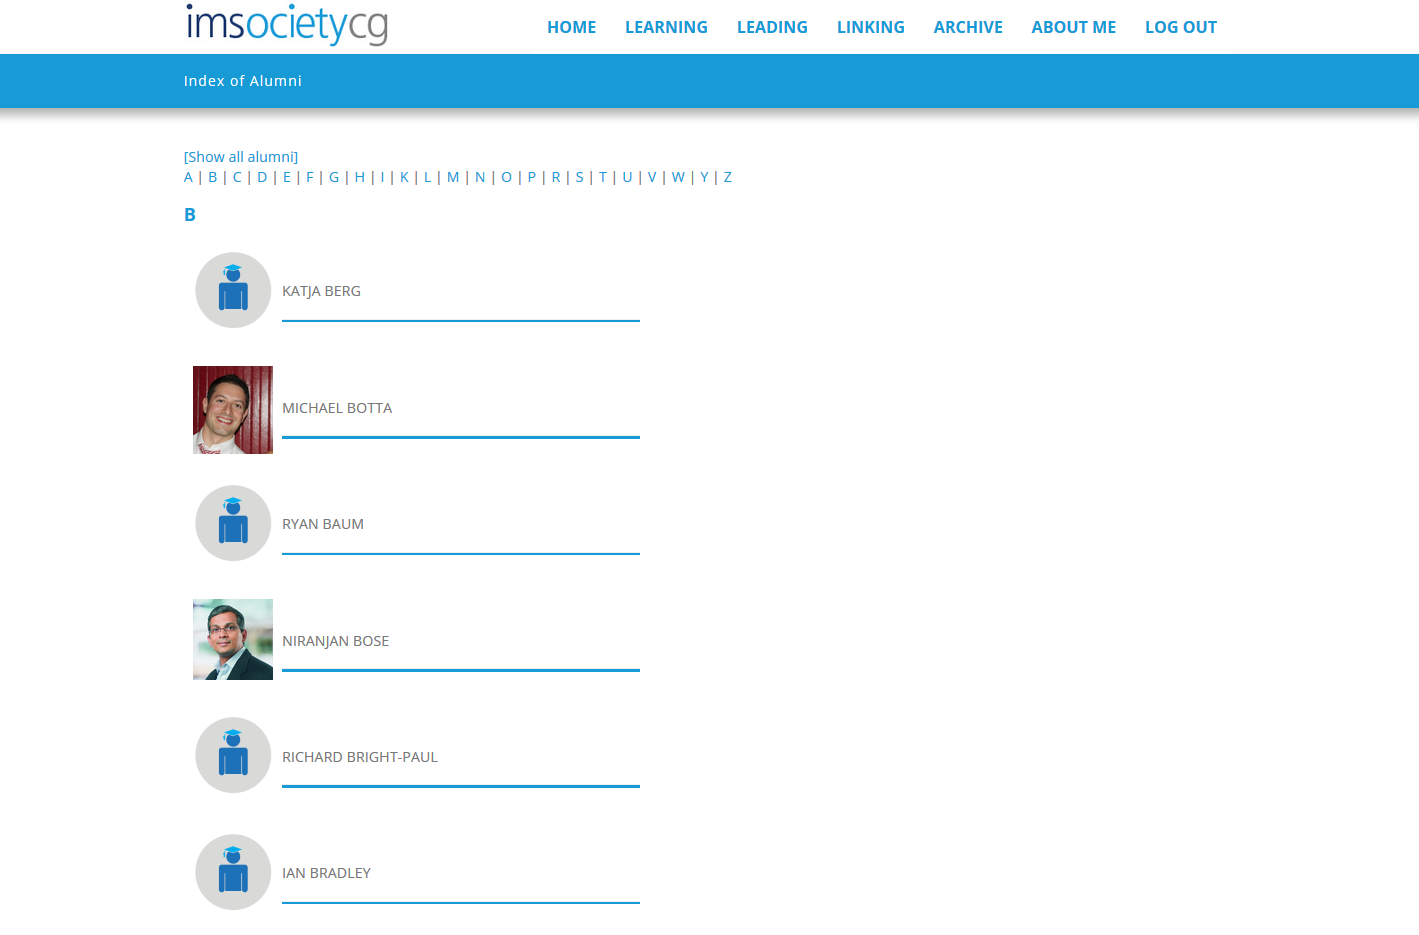 imsocietycg
HOME LEARNING LEADING LINKING ARCHIVE ABOUT ME LOG OUT
Index of Alumni
[Show all alumni]
A | B | C | D | E | F | G | H | I | K | L | M | N | O | P | R | S | T | U | V | W | Y | Z
B
KATJA BERG
MICHAEL BOTTA
RYAN BAUM
NIRANJAN BOSE
RICHARD BRIGHT-PAUL
IAN BRADLEY